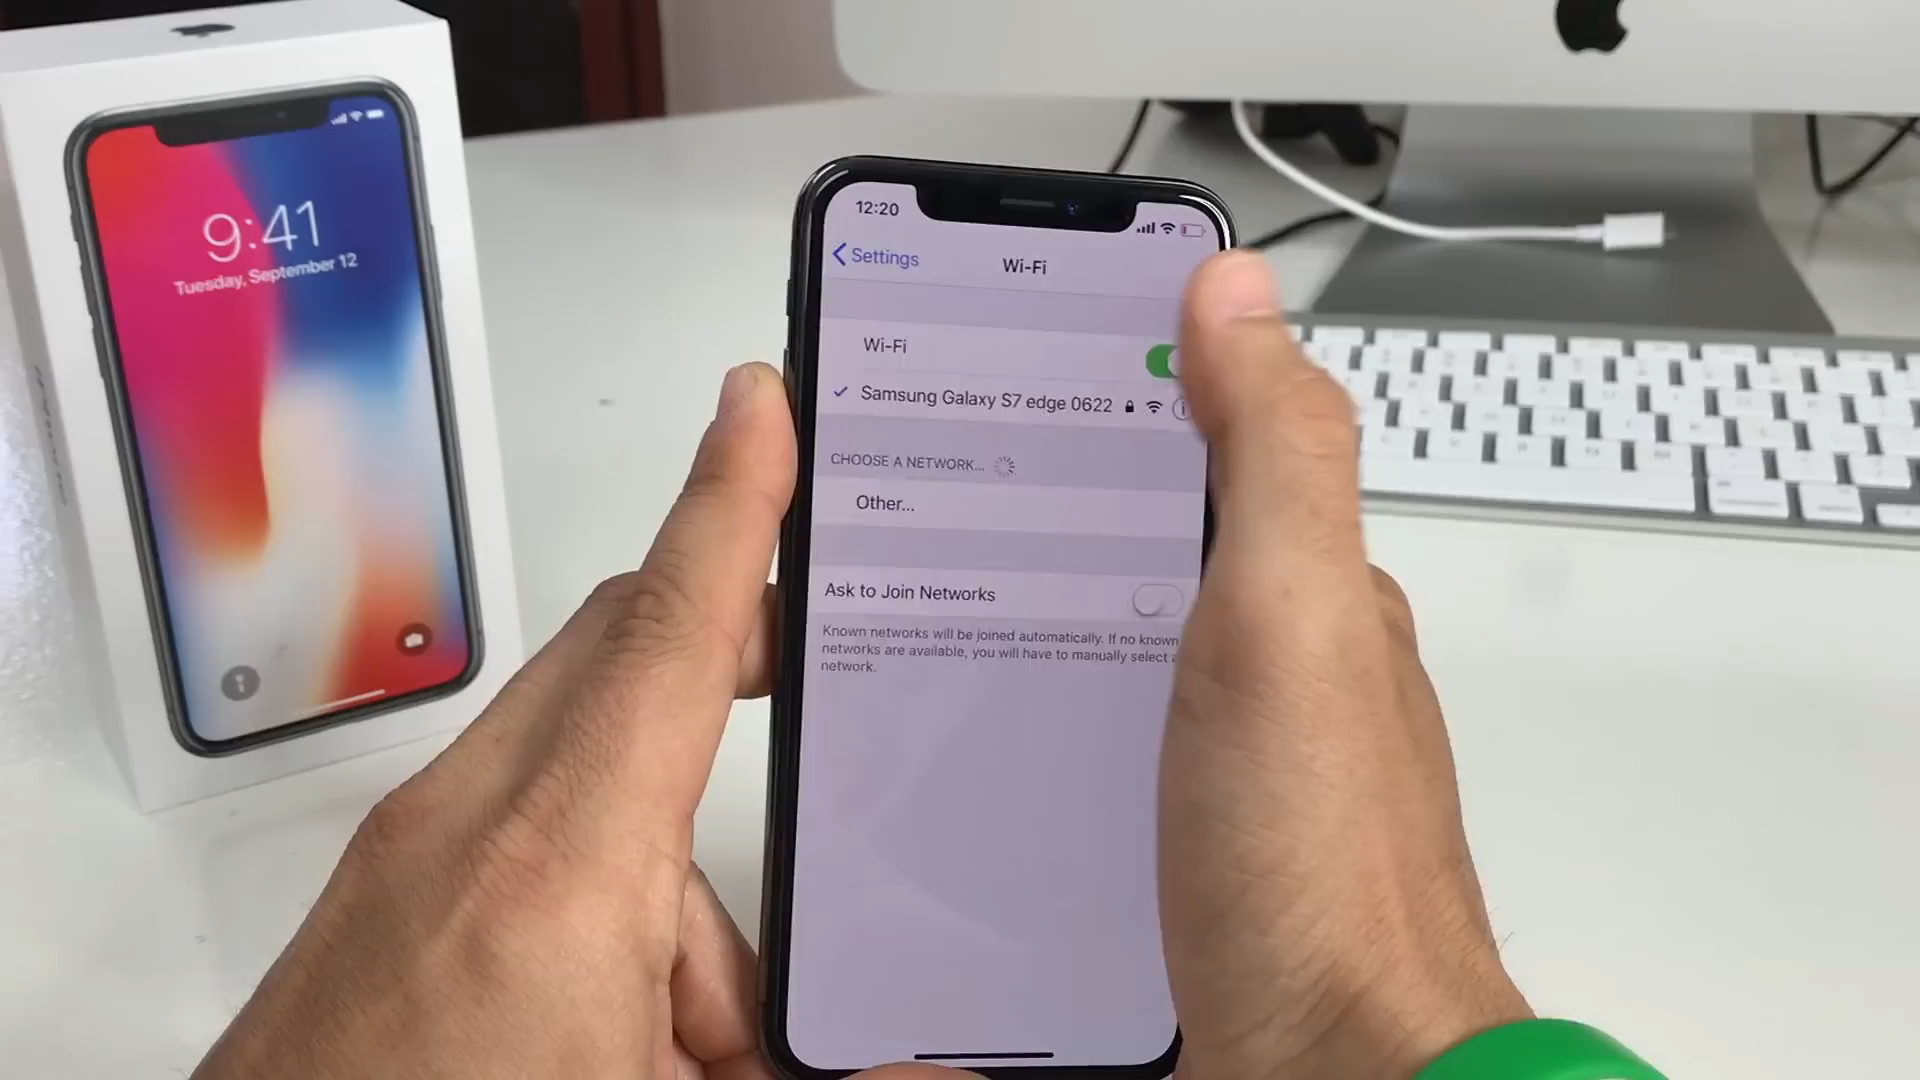 9:41
Tuesday, September 12
12:20
Settings
Wi-Fi
Wi-Fi
Samsung Galaxy S7 edge 0622
CHOOSE A NETWORK...
Other...
Ask to Join Networks
Known networks will be joined automatically. If no known
networks are available, you will have to manually select a
network.